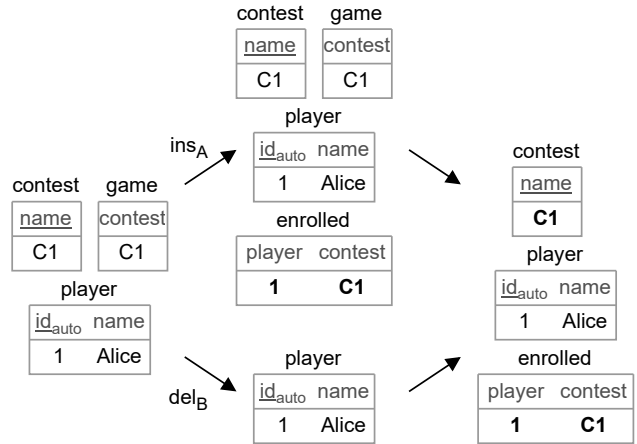 contest game
name contest
C1 C1
player
id_auto name
1 Alice
ins_A
contest game
name contest
C1 C1
player
id_auto name
1 Alice
enrolled
player contest
1 C1
del_B
player
id_auto name
1 Alice
contest
name
C1
player
id_auto name
1 Alice
enrolled
player contest
1 C1